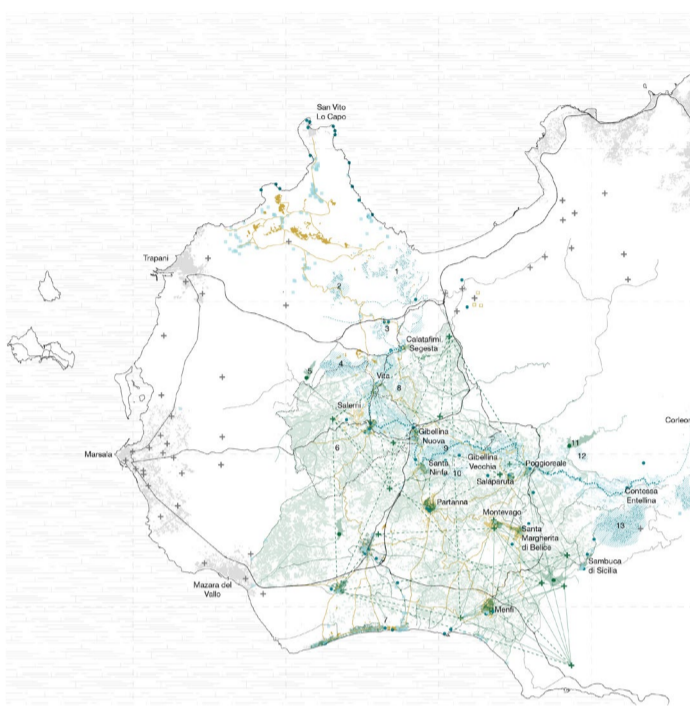 San Vito
Lo Capo
Trapani
1
2
3
Calatafimi
Segesta
4
5
Vita
8
Salemi
Corleo
Gibellina
Nuova
11
6
9
Gibellina
Vecchia
12
Marsala
Santa
Ninfa
10
Poggioreale
Salaparuta
Contessa
Entellina
Partanna
Montevago
13
Santa
Margherita
di Belice
Sambuca
di Sicilia
Mazara del
Vallo
Menfi
7